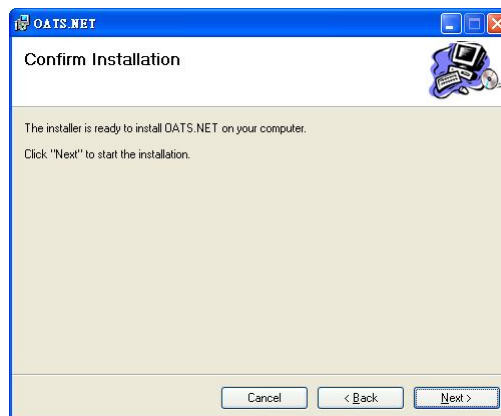 OATS.NET
Confirm Installation
The installer is ready to install OATS.NET on your computer.
Click "Next" to start the installation.
Cancel
< Back
Next >